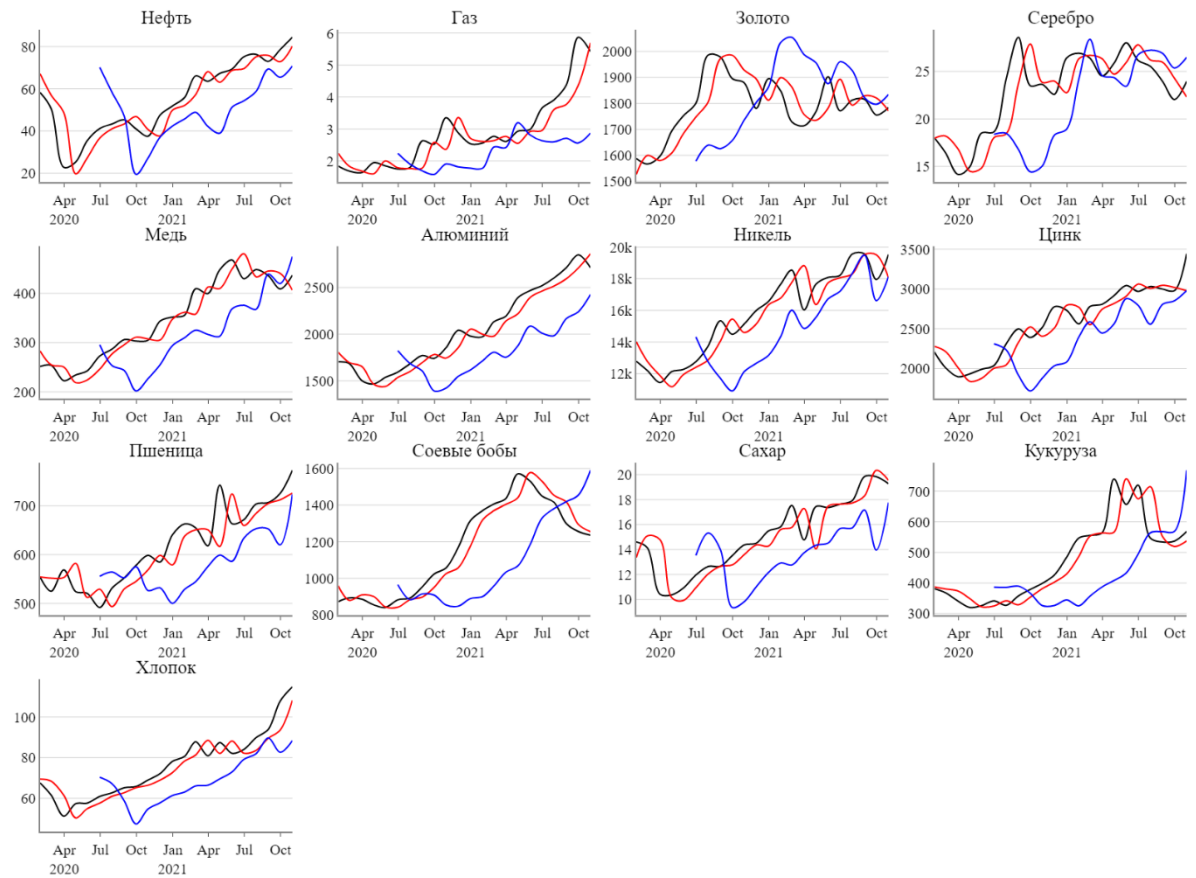 Нефть
Газ
Золото
Серебро
80
60
40
20
Apr Jul Oct Jan Apr Jul Oct
2020 2021
6
5
4
3
2
Apr Jul Oct Jan Apr Jul Oct
2020 2021
2000
1900
1800
1700
1600
1500
Apr Jul Oct Jan Apr Jul Oct
2020 2021
25
20
15
Apr Jul Oct Jan Apr Jul Oct
2020 2021
Медь
Алюминий
Никель
Цинк
400
300
200
Apr Jul Oct Jan Apr Jul Oct
2020 2021
2500
2000
1500
Apr Jul Oct Jan Apr Jul Oct
2020 2021
20k
18k
16k
14k
12k
Apr Jul Oct Jan Apr Jul Oct
2020 2021
3500
3000
2500
2000
Apr Jul Oct Jan Apr Jul Oct
2020 2021
Пшеница
Соевые бобы
Сахар
Кукуруза
700
600
500
Apr Jul Oct Jan Apr Jul Oct
2020 2021
1600
1400
1200
1000
800
Apr Jul Oct Jan Apr Jul Oct
2020 2021
20
18
16
14
12
10
Apr Jul Oct Jan Apr Jul Oct
2020 2021
700
600
500
400
300
Apr Jul Oct Jan Apr Jul Oct
2020 2021
Хлопок
100
80
60
Apr Jul Oct Jan Apr Jul Oct
2020 2021